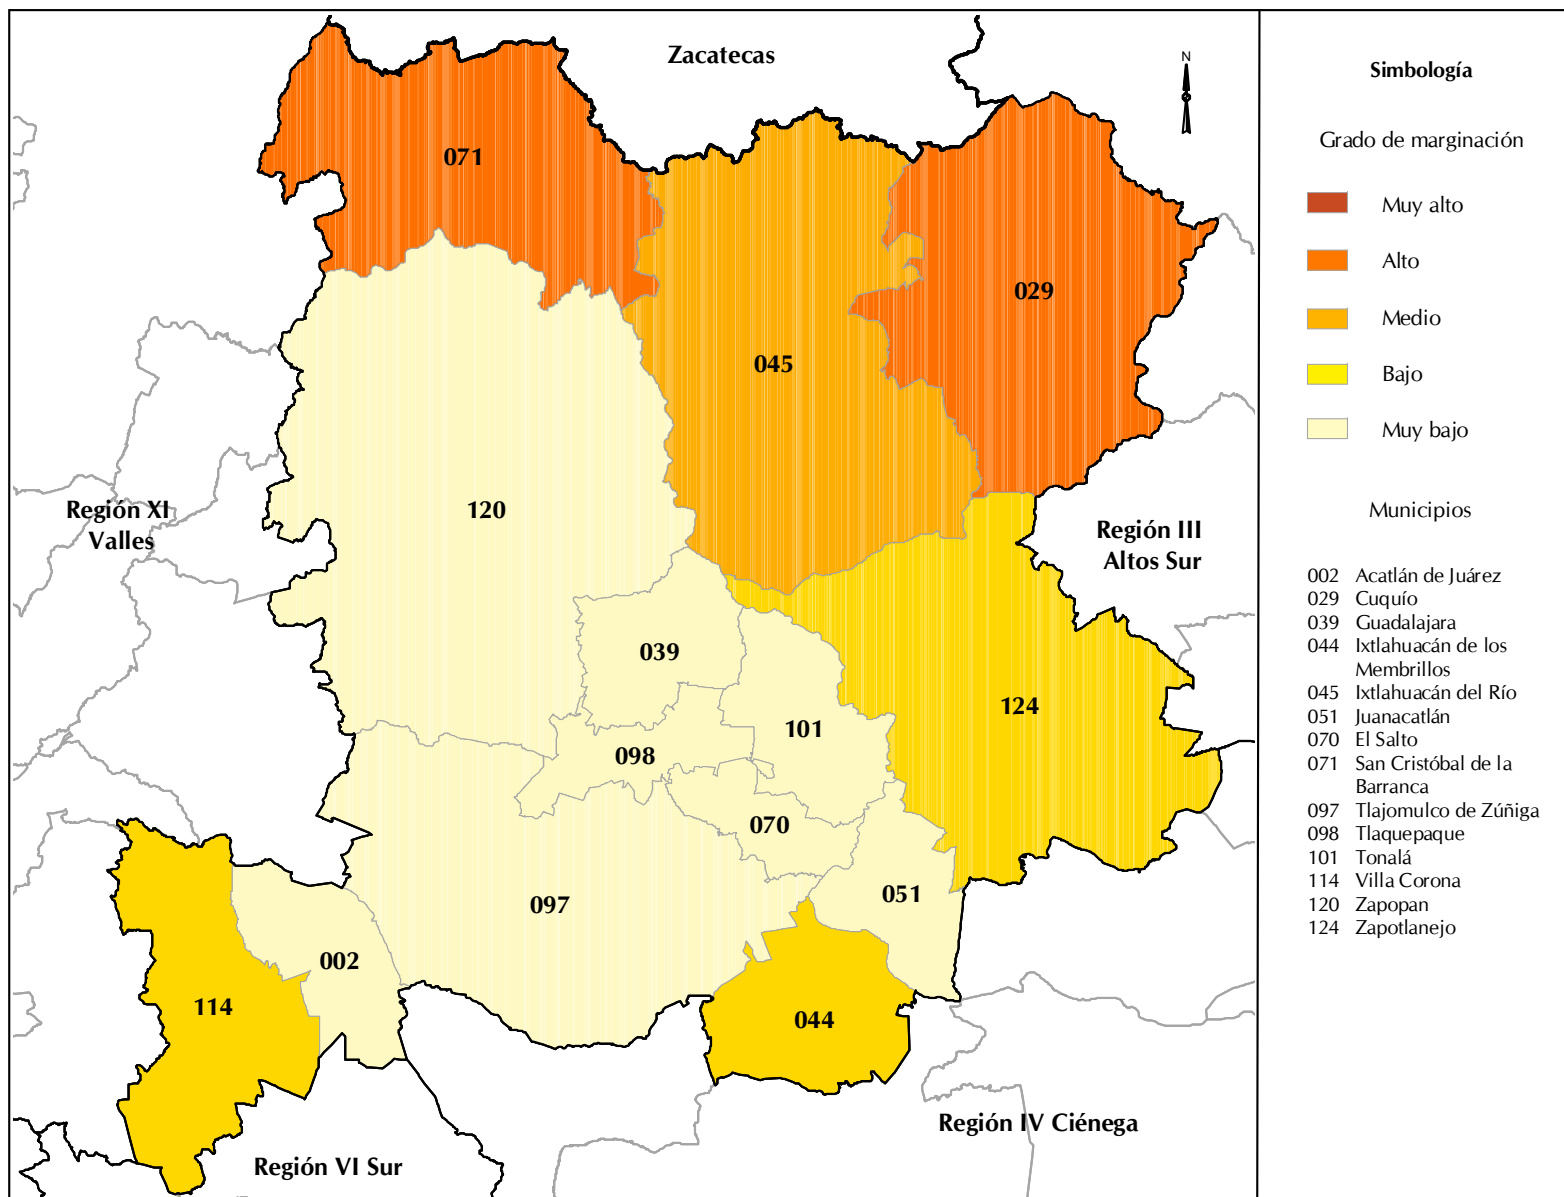 Zacatecas
N
071
029
045
120
Región XI
Valles
Región III
Altos Sur
039
124
101
098
070
051
097
002
114
044
Región IV Ciénega
Región VI Sur
Simbología
Grado de marginación
Muy alto
Alto
Medio
Bajo
Muy bajo
Municipios
002 Acatlán de Juárez
029 Cuquío
039 Guadalajara
044 Ixtlahuacán de los
Membrillos
045 Ixtlahuacán del Río
051 Juanacatlán
070 El Salto
071 San Cristóbal de la
Barranca
097 Tlajomulco de Zúñiga
098 Tlaquepaque
101 Tonalá
114 Villa Corona
120 Zapopan
124 Zapotlanejo